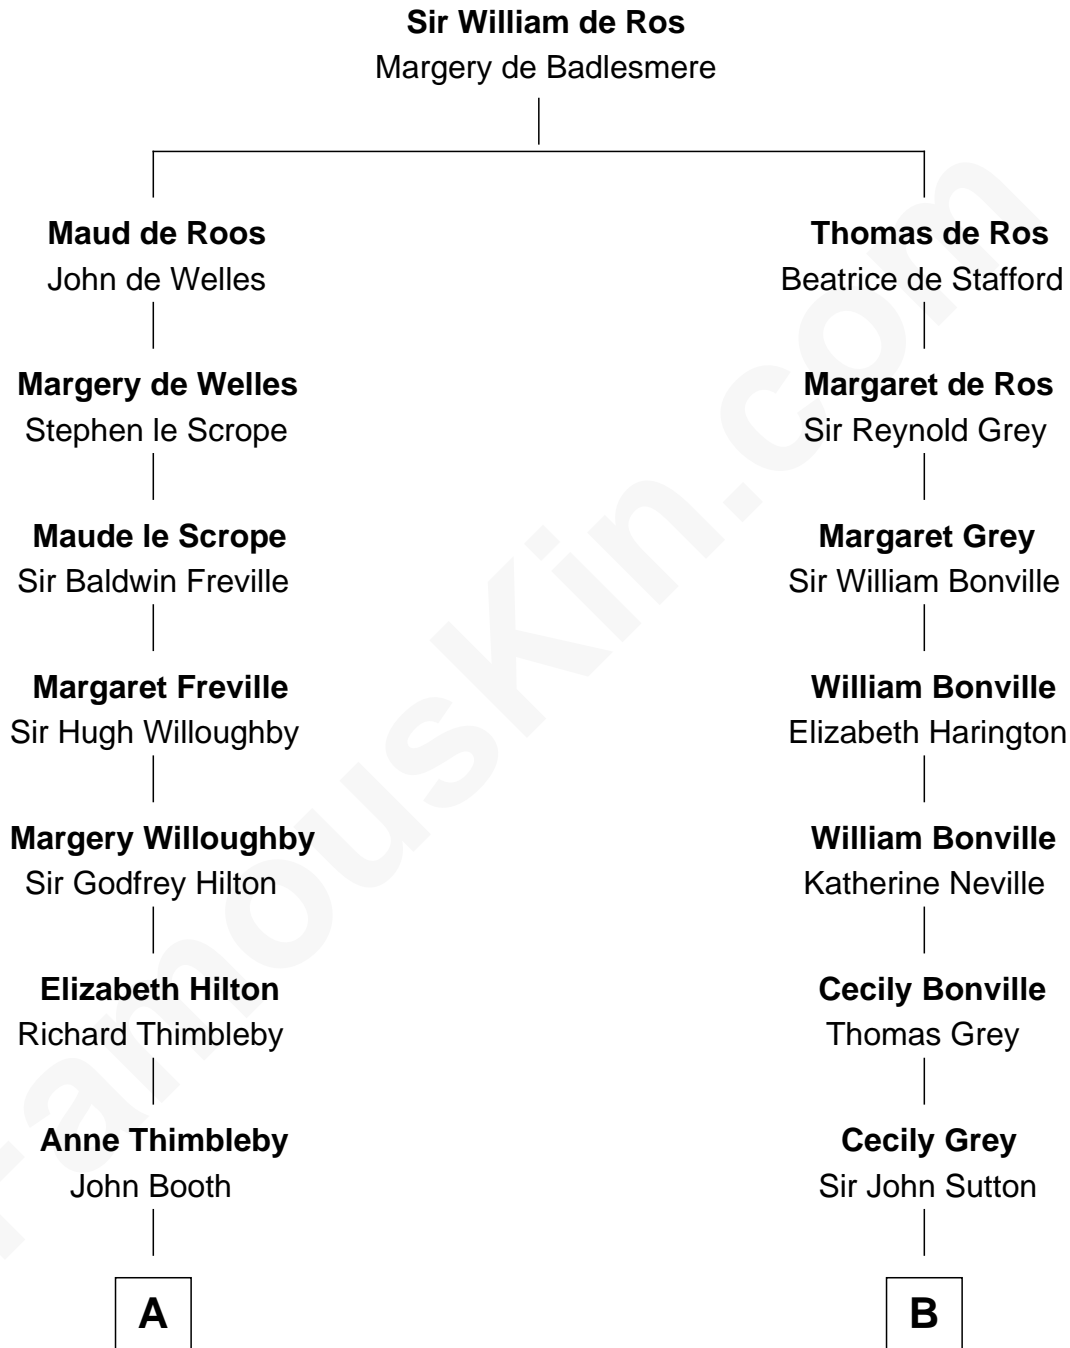 Sir William de Ros
Margery de Badlesmere
Maud de Roos
John de Welles
Thomas de Ros
Beatrice de Stafford
Margery de Welles
Stephen le Scrope
Margaret de Ros
Sir Reynold Grey
Maude le Scrope
Sir Baldwin Freville
Margaret Grey
Sir William Bonville
Margaret Freville
Sir Hugh Willoughby
William Bonville
Elizabeth Harington
Margery Willoughby
Sir Godfrey Hilton
William Bonville
Katherine Neville
Elizabeth Hilton
Richard Thimbleby
Cecily Bonville
Thomas Grey
Anne Thimbleby
John Booth
Cecily Grey
Sir John Sutton
A
B
FamousKin.com